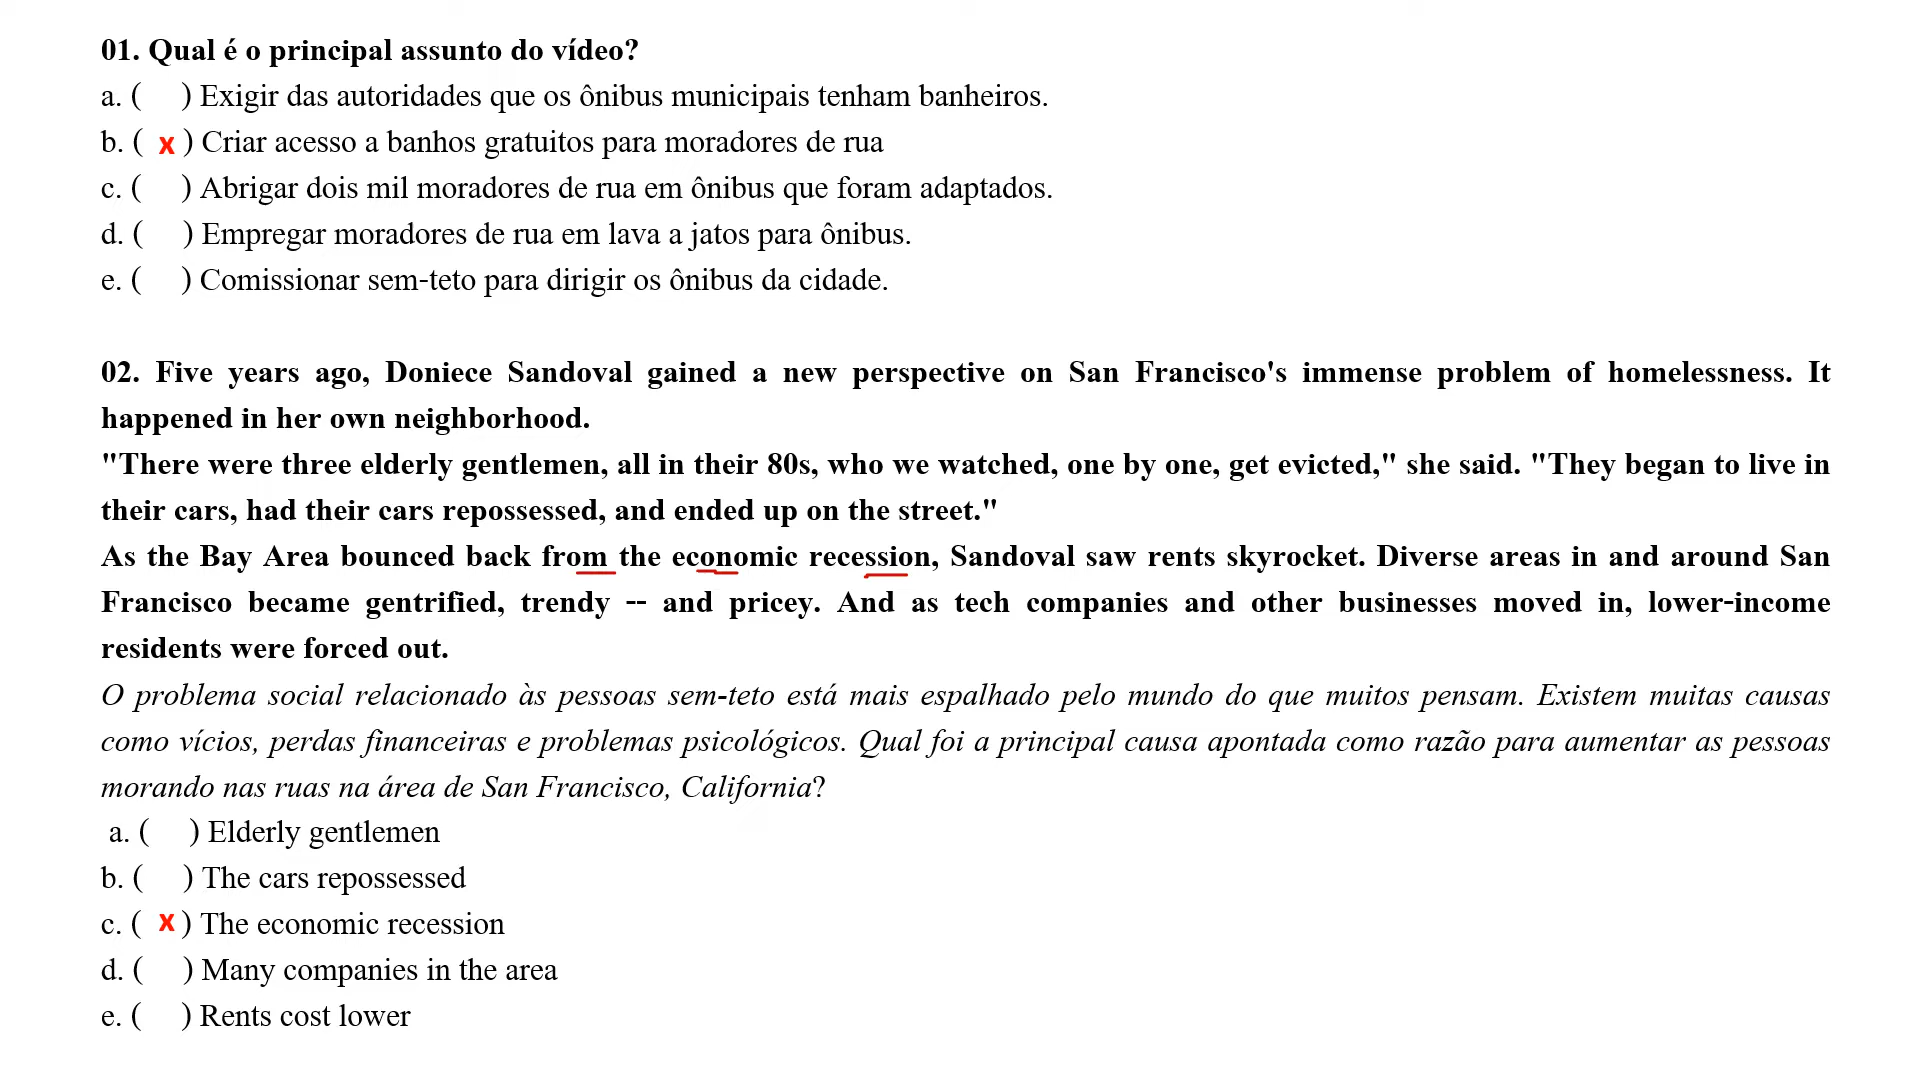 01. Qual é o principal assunto do vídeo?
a. (    ) Exigir das autoridades que os ônibus municipais tenham banheiros.
b. ( x ) Criar acesso a banhos gratuitos para moradores de rua
c. (    ) Abrigar dois mil moradores de rua em ônibus que foram adaptados.
d. (    ) Empregar moradores de rua em lava a jatos para ônibus.
e. (    ) Comissionar sem-teto para dirigir os ônibus da cidade.
02. Five years ago, Doniece Sandoval gained a new perspective on San Francisco's immense problem of homelessness. It
happened in her own neighborhood.
"There were three elderly gentlemen, all in their 80s, who we watched, one by one, get evicted," she said. "They began to live in
their cars, had their cars repossessed, and ended up on the street."
As the Bay Area bounced back from the economic recession, Sandoval saw rents skyrocket. Diverse areas in and around San
Francisco became gentrified, trendy -- and pricey. And as tech companies and other businesses moved in, lower-income
residents were forced out.
O problema social relacionado às pessoas sem-teto está mais espalhado pelo mundo do que muitos pensam. Existem muitas causas
como vícios, perdas financeiras e problemas psicológicos. Qual foi a principal causa apontada como razão para aumentar as pessoas
morando nas ruas na área de San Francisco, California?
a. (    ) Elderly gentlemen
b. (    ) The cars repossessed
c. ( x ) The economic recession
d. (    ) Many companies in the area
e. (    ) Rents cost lower